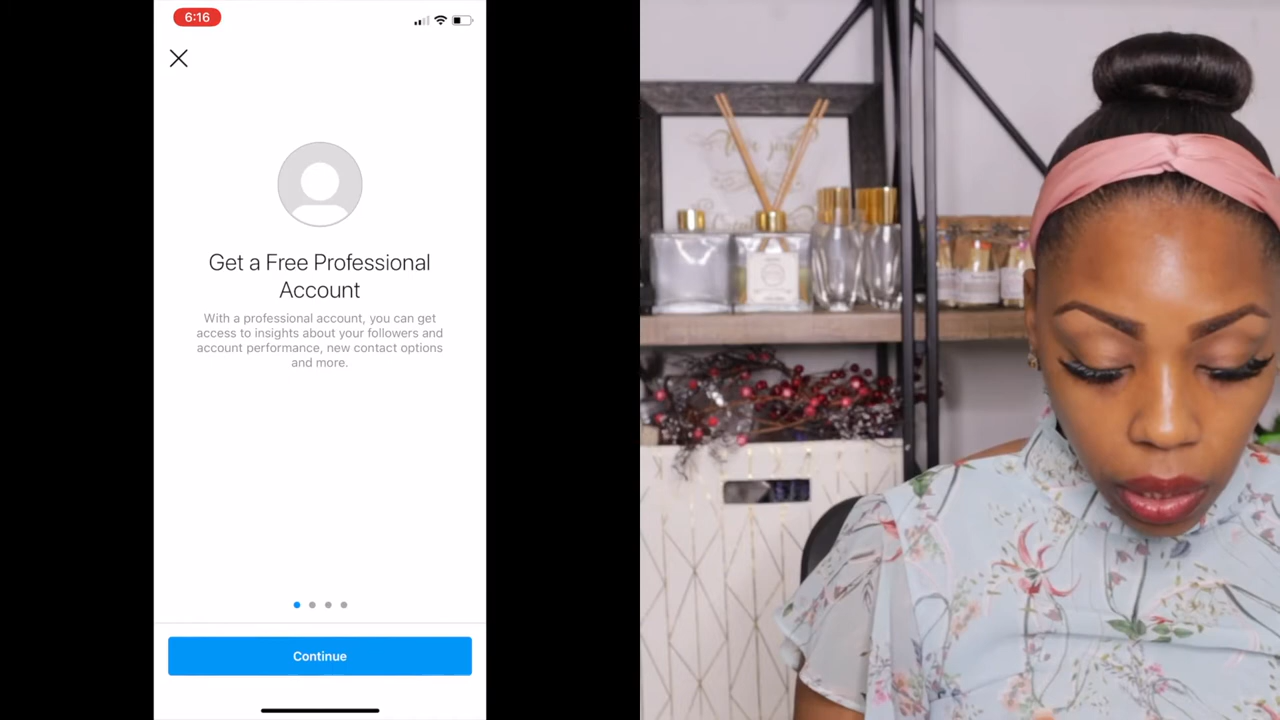 6:16
Get a Free Professional
Account
With a professional account, you can get
access to insights about your followers and
account performance, new contact options
and more.
Continue